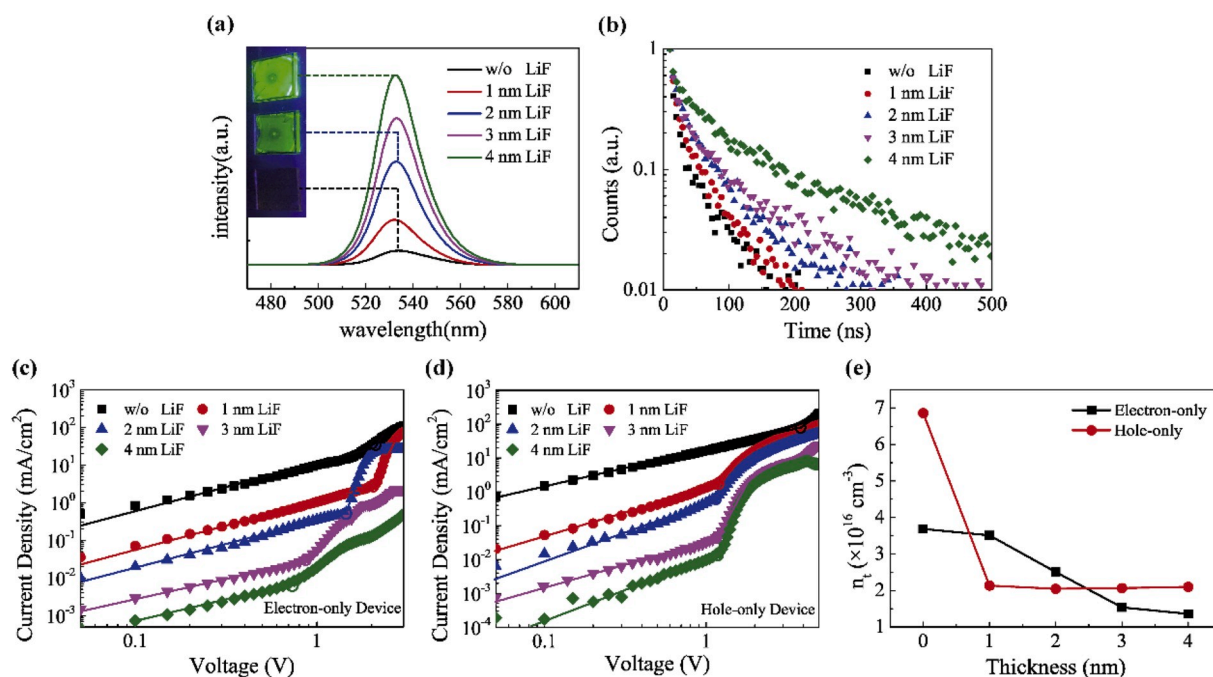 (a)
intensity(a.u.)
w/o LiF
1 nm LiF
2 nm LiF
3 nm LiF
4 nm LiF
480 500 520 540 560 580 600
wavelength(nm)
(b)
Counts (a.u.)
1
0.1
0.01
w/o LiF
1 nm LiF
2 nm LiF
3 nm LiF
4 nm LiF
0 100 200 300 400 500
Time (ns)
(c)
Current Density (mA/cm²)
10³
10²
10¹
10⁰
10⁻¹
10⁻²
10⁻³
w/o LiF 1 nm LiF
2 nm LiF 3 nm LiF
4 nm LiF
Electron-only Device
0.1 1
Voltage (V)
(d)
Current Density (mA/cm²)
10³
10²
10¹
10⁰
10⁻¹
10⁻²
10⁻³
10⁻⁴
w/o LiF 1 nm LiF
2 nm LiF 3 nm LiF
4 nm LiF
Hole-only Device
0.1 1
Voltage (V)
(e)
nₜ (×10¹⁶ cm⁻³)
7
5
3
1
Electron-only
Hole-only
0 1 2 3 4
Thickness (nm)